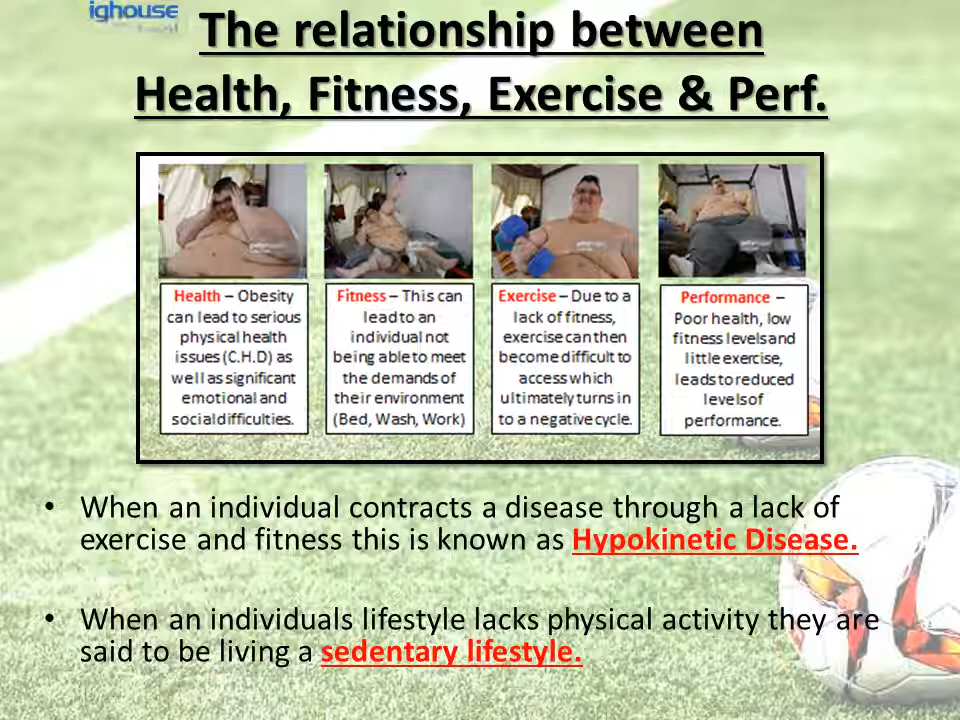 ighouse
The relationship between
Health, Fitness, Exercise & Perf.
Health – Obesity
can lead to serious
physical health
issues (C.H.D) as
well as significant
emotional and
social difficulties.
Fitness – This can
lead to an
individual not
being able to meet
the demands of
their environment
(Bed, Wash, Work)
Exercise – Due to a
lack of fitness,
exercise can then
become difficult to
access which
ultimately turns in
to a negative cycle.
Performance –
Poor health, low
fitness levels and
little exercise,
leads to reduced
levels of
performance.
• When an individual contracts a disease through a lack of
exercise and fitness this is known as Hypokinetic Disease.
• When an individuals lifestyle lacks physical activity they are
said to be living a sedentary lifestyle.